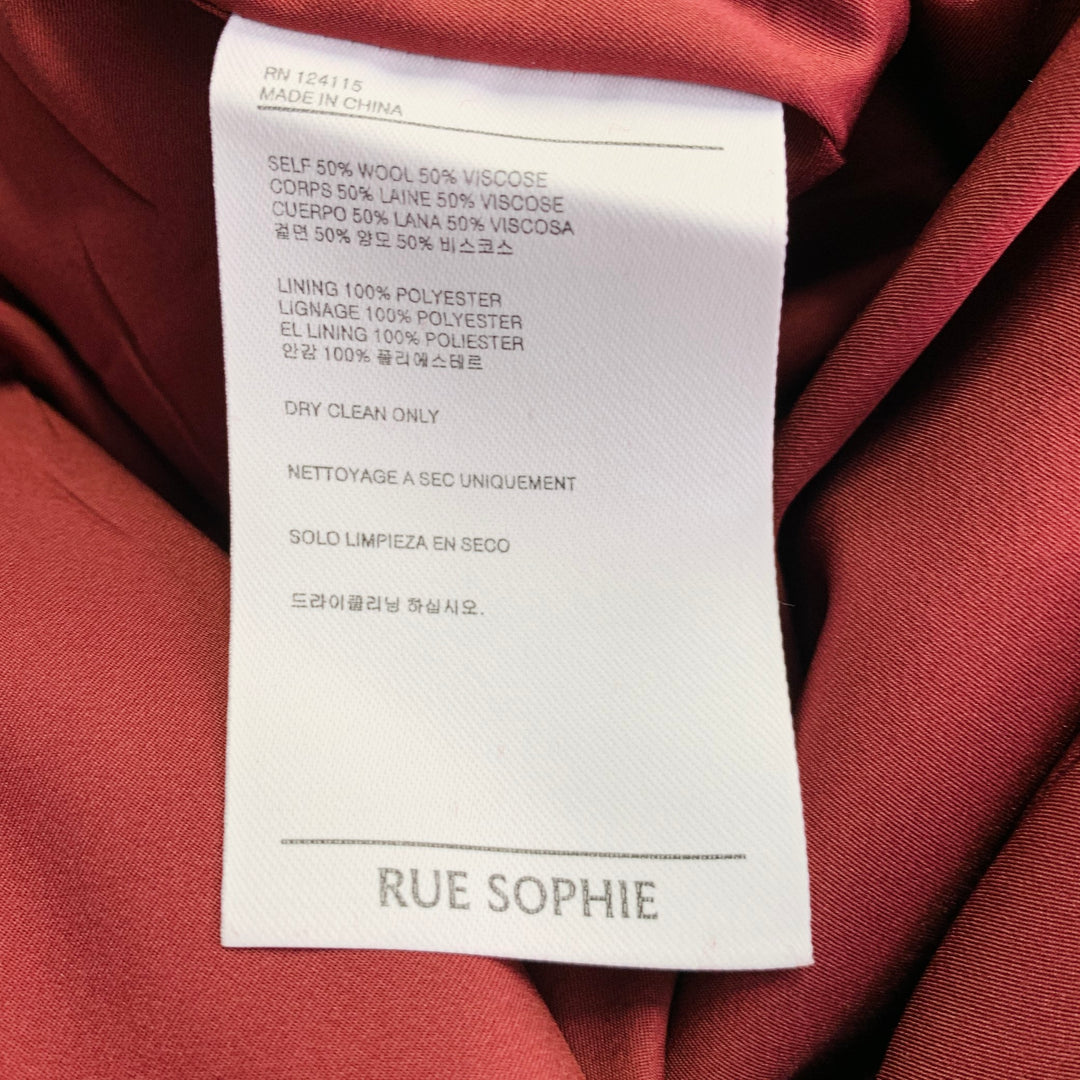 RN 124115
MADE IN CHINA
SELF 50% WOOL 50% VISCOSE
CORPS 50% LAINE 50% VISCOSE
CUERPO 50% LANA 50% VISCOSA
겉면 50% 양모 50% 비스코스
LINING 100% POLYESTER
LIGNAGE 100% POLYESTER
EL LINING 100% POLIESTER
안감 100% 폴리에스테르
DRY CLEAN ONLY
NETTOYAGE A SEC UNIQUEMENT
SOLO LIMPIEZA EN SECO
드라이클리닝 하십시오.
RUE SOPHIE